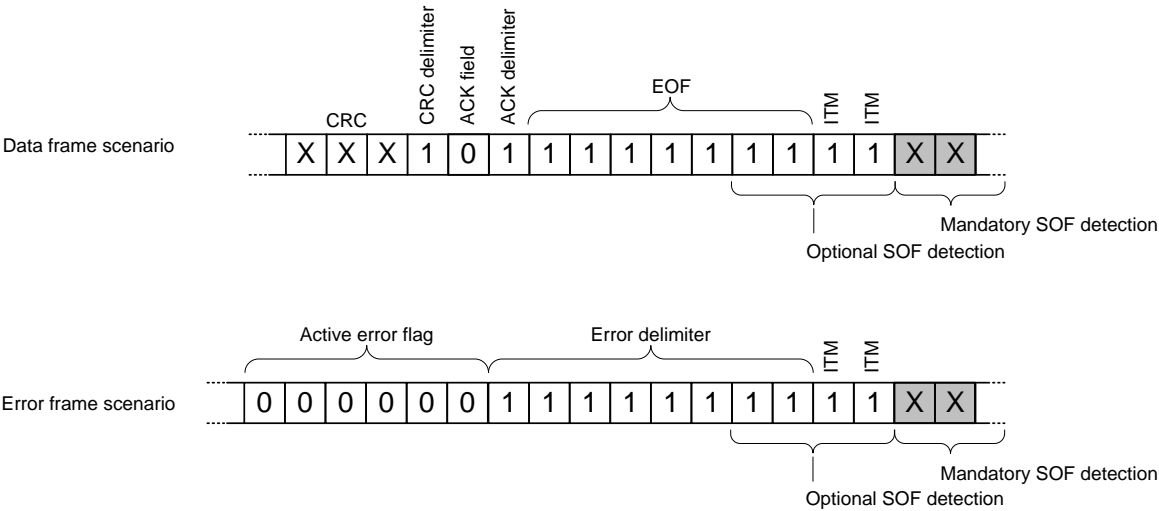 CRC delimiter
ACK field
ACK delimiter
EOF
ITM
ITM
CRC
Data frame scenario
X X X 1 0 1 1 1 1 1 1 1 1 1 1 X X
Mandatory SOF detection
Optional SOF detection
Active error flag
Error delimiter
ITM
ITM
Error frame scenario
0 0 0 0 0 0 1 1 1 1 1 1 1 1 1 1 X X
Mandatory SOF detection
Optional SOF detection